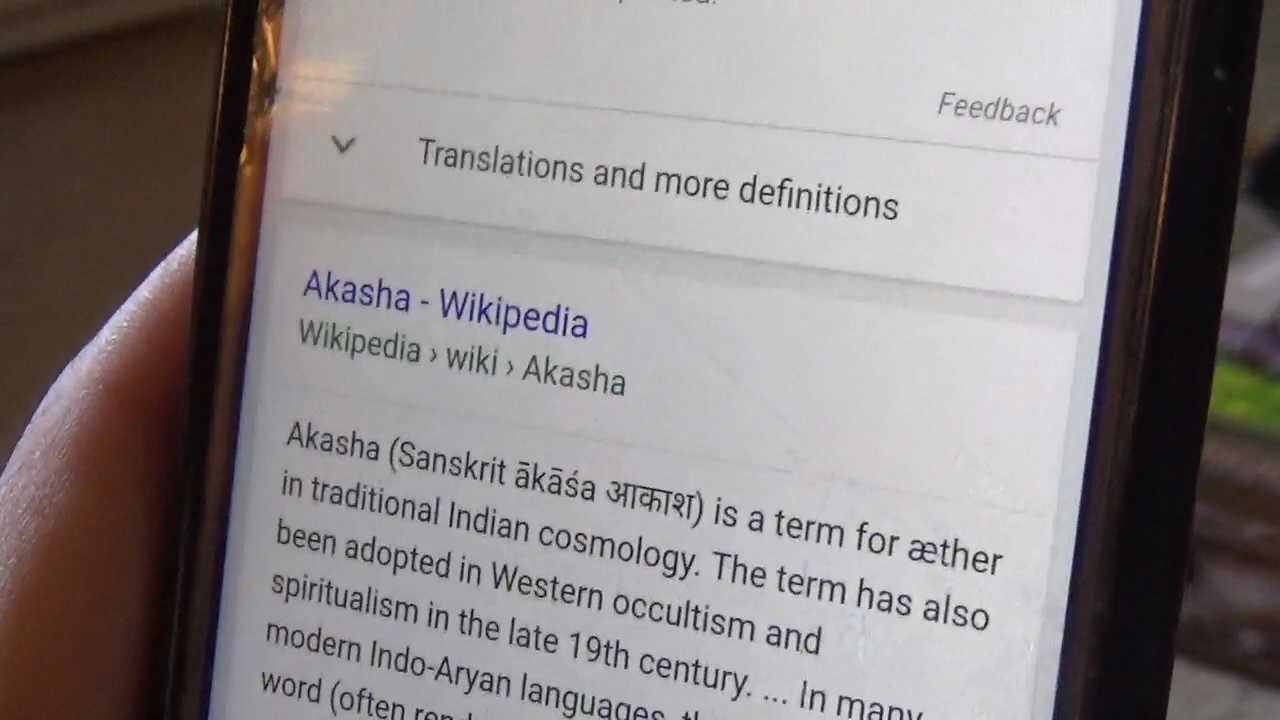 Feedback
Translations and more definitions
Akasha - Wikipedia
Wikipedia › wiki › Akasha
Akasha (Sanskrit ākāśa आकाश) is a term for æther
in traditional Indian cosmology. The term has also
been adopted in Western occultism and
spiritualism in the late 19th century. ... In many
modern Indo-Aryan languages,
word (often